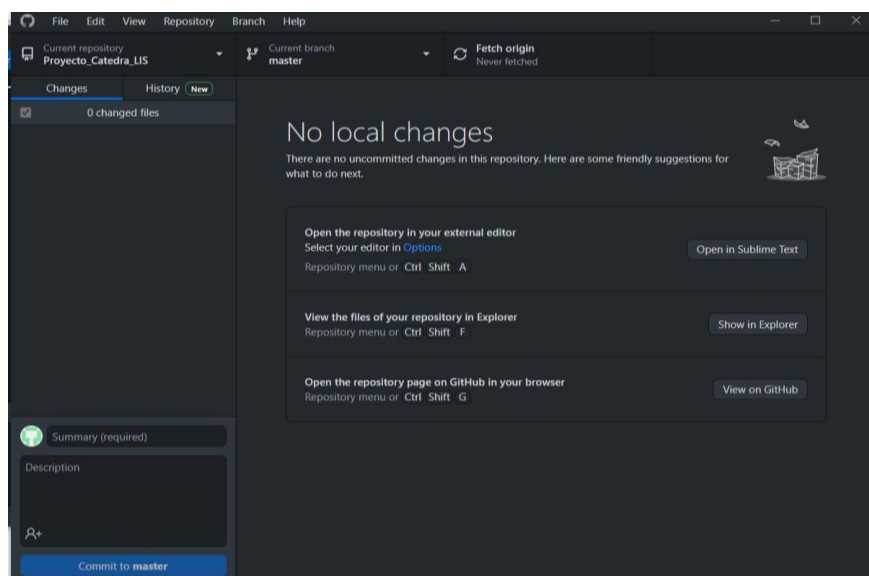 File Edit View Repository Branch Help
Current repository
Proyecto_Catedra_LIS
Current branch
master
Fetch origin
Never fetched
Changes History New
0 changed files
No local changes
There are no uncommitted changes in this repository. Here are some friendly suggestions for
what to do next.
Open the repository in your external editor
Select your editor in Options
Repository menu or Ctrl Shift A
Open in Sublime Text
View the files of your repository in Explorer
Repository menu or Ctrl Shift F
Show in Explorer
Open the repository page on GitHub in your browser
Repository menu or Ctrl Shift G
View on GitHub
Summary (required)
Description
Commit to master